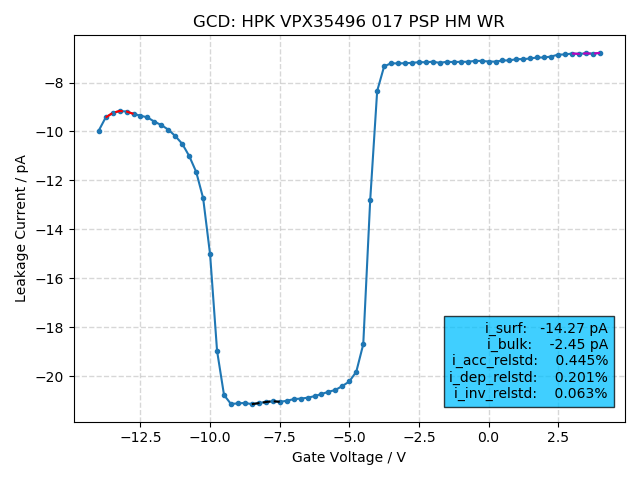 GCD: HPK VPX35496 017 PSP HM WR
Leakage Current / pA
−8
−10
−12
−14
−16
−18
−20
i_surf: -14.27 pA
i_bulk: -2.45 pA
i_acc_relstd: 0.445%
i_dep_relstd: 0.201%
i_inv_relstd: 0.063%
−12.5 −10.0 −7.5 −5.0 −2.5 0.0 2.5
Gate Voltage / V